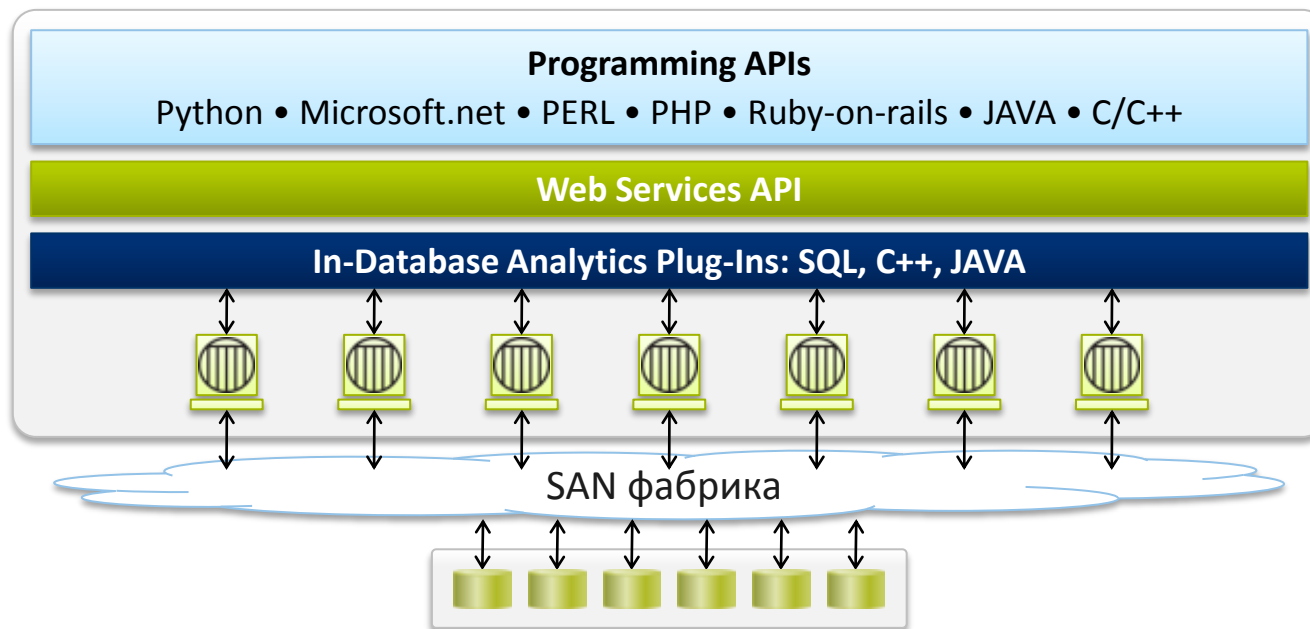 Programming APIs
Python • Microsoft.net • PERL • PHP • Ruby-on-rails • JAVA • C/C++
Web Services API
In-Database Analytics Plug-Ins: SQL, C++, JAVA
SAN фабрика